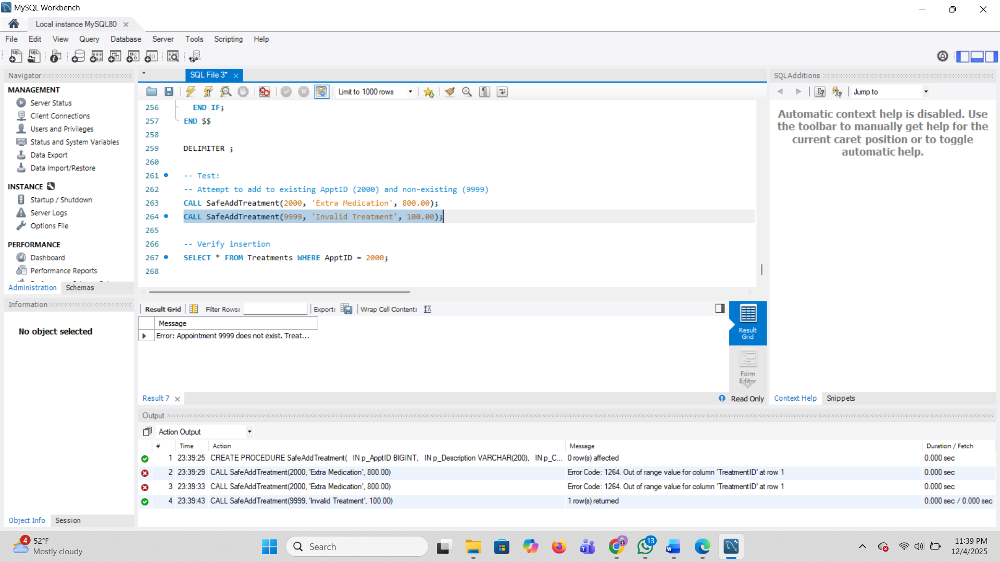 MySQL Workbench
Local instance MySQL80
File Edit View Query Database Server Tools Scripting Help
Navigator
MANAGEMENT
Server Status
Client Connections
Users and Privileges
Status and System Variables
Data Export
Data Import/Restore
INSTANCE
Startup / Shutdown
Server Logs
Options File
PERFORMANCE
Dashboard
Performance Reports
Administration Schemas
Information
No object selected
Object Info Session
* SQL File 3*
Limit to 1000 rows
256 END IF;
257 END $$
258
259 DELIMITER ;
260
261 -- Test:
262 -- Attempt to add to existing ApptID (2000) and non-existing (9999)
263 CALL SafeAddTreatment(2000, 'Extra Medication', 800.00);
264 CALL SafeAddTreatment(9999, 'Invalid Treatment', 100.00);
265
266 -- Verify insertion
267 SELECT * FROM Treatments WHERE ApptID = 2000;
268
Result Grid Filter Rows: Export: Wrap Cell Content:
Message
Error: Appointment 9999 does not exist. Treat...
Result Grid
Form Editor
Result 7
Read Only
SQLAdditions
Jump to
Automatic context help is disabled. Use
the toolbar to manually get help for the
current caret position or to toggle
automatic help.
Context Help Snippets
Output
Action Output
# Time Action Message Duration / Fetch
1 23:39:25 CREATE PROCEDURE SafeAddTreatment( IN p_ApptID BIGINT, IN p_Description VARCHAR(200), IN p_C... 0 row(s) affected 0.000 sec
2 23:39:29 CALL SafeAddTreatment(2000, 'Extra Medication', 800.00) Error Code: 1264. Out of range value for column 'TreatmentID' at row 1 0.000 sec
3 23:39:33 CALL SafeAddTreatment(2000, 'Extra Medication', 800.00) Error Code: 1264. Out of range value for column 'TreatmentID' at row 1 0.000 sec
4 23:39:43 CALL SafeAddTreatment(9999, 'Invalid Treatment', 100.00) 1 row(s) returned 0.000 sec / 0.000 sec
4
52°F
Mostly cloudy
Search
13
11:39 PM
12/4/2025